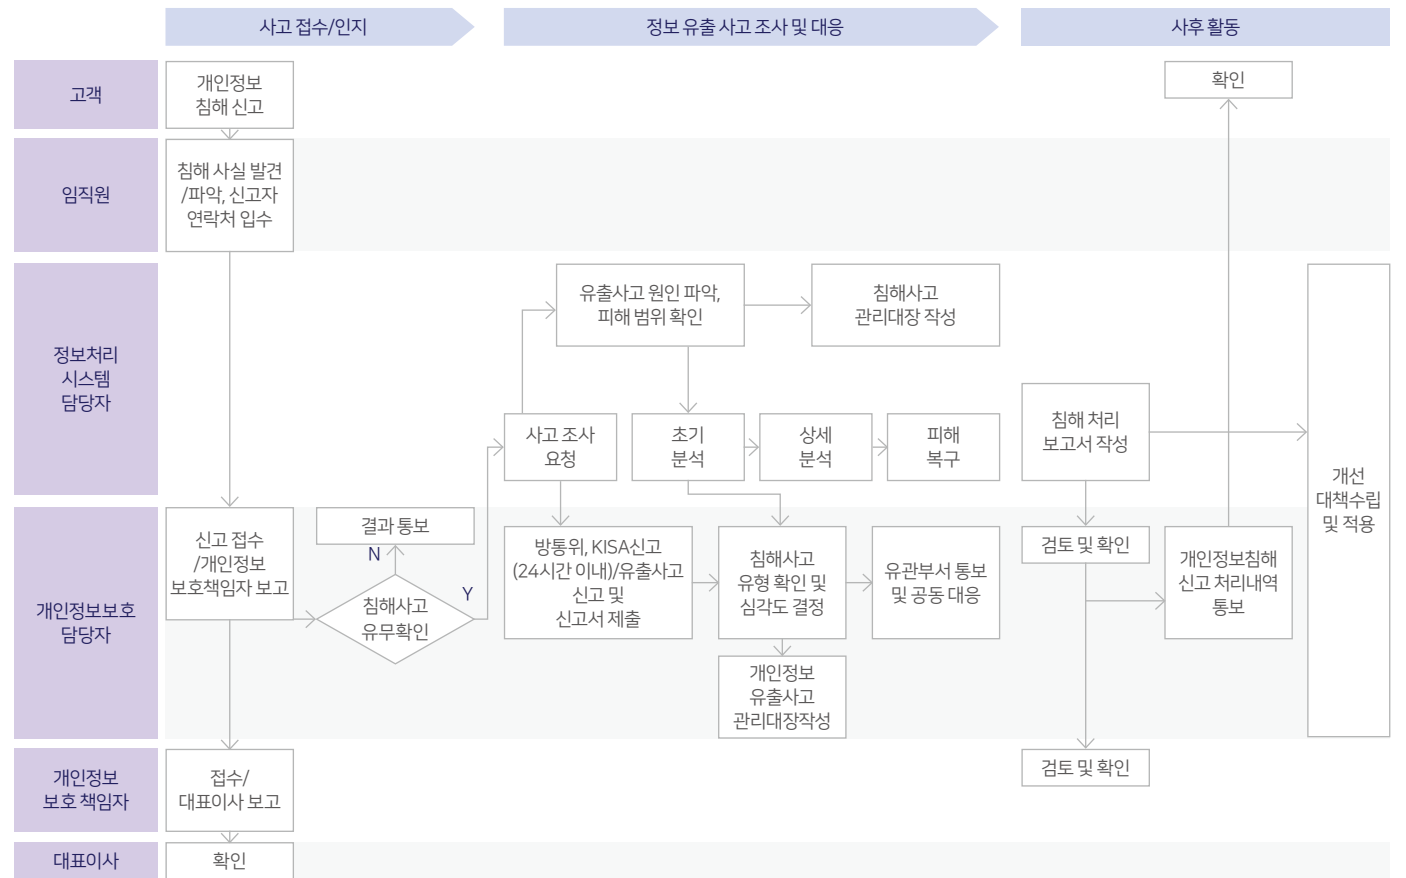 사고 접수/인지
정보 유출 사고 조사 및 대응
사후 활동
고객
개인정보
침해 신고
확인
임직원
침해 사실 발견
/파악, 신고자
연락처 입수
정보처리
시스템
담당자
유출사고 원인 파악,
피해 범위 확인
침해사고
관리대장 작성
사고 조사
요청
초기
분석
상세
분석
피해
복구
침해 처리
보고서 작성
개선
대책수립
및 적용
개인정보보호
담당자
신고 접수
/개인정보
보호책임자 보고
결과 통보
N
침해사고
유무확인
Y
방통위, KISA신고
(24시간 이내)/유출사고
신고 및
신고서 제출
침해사고
유형 확인 및
심각도 결정
유관부서 통보
및 공동 대응
개인정보
유출사고
관리대장작성
검토 및 확인
개인정보침해
신고 처리내역
통보
개인정보
보호 책임자
접수/
대표이사 보고
검토 및 확인
대표이사
확인